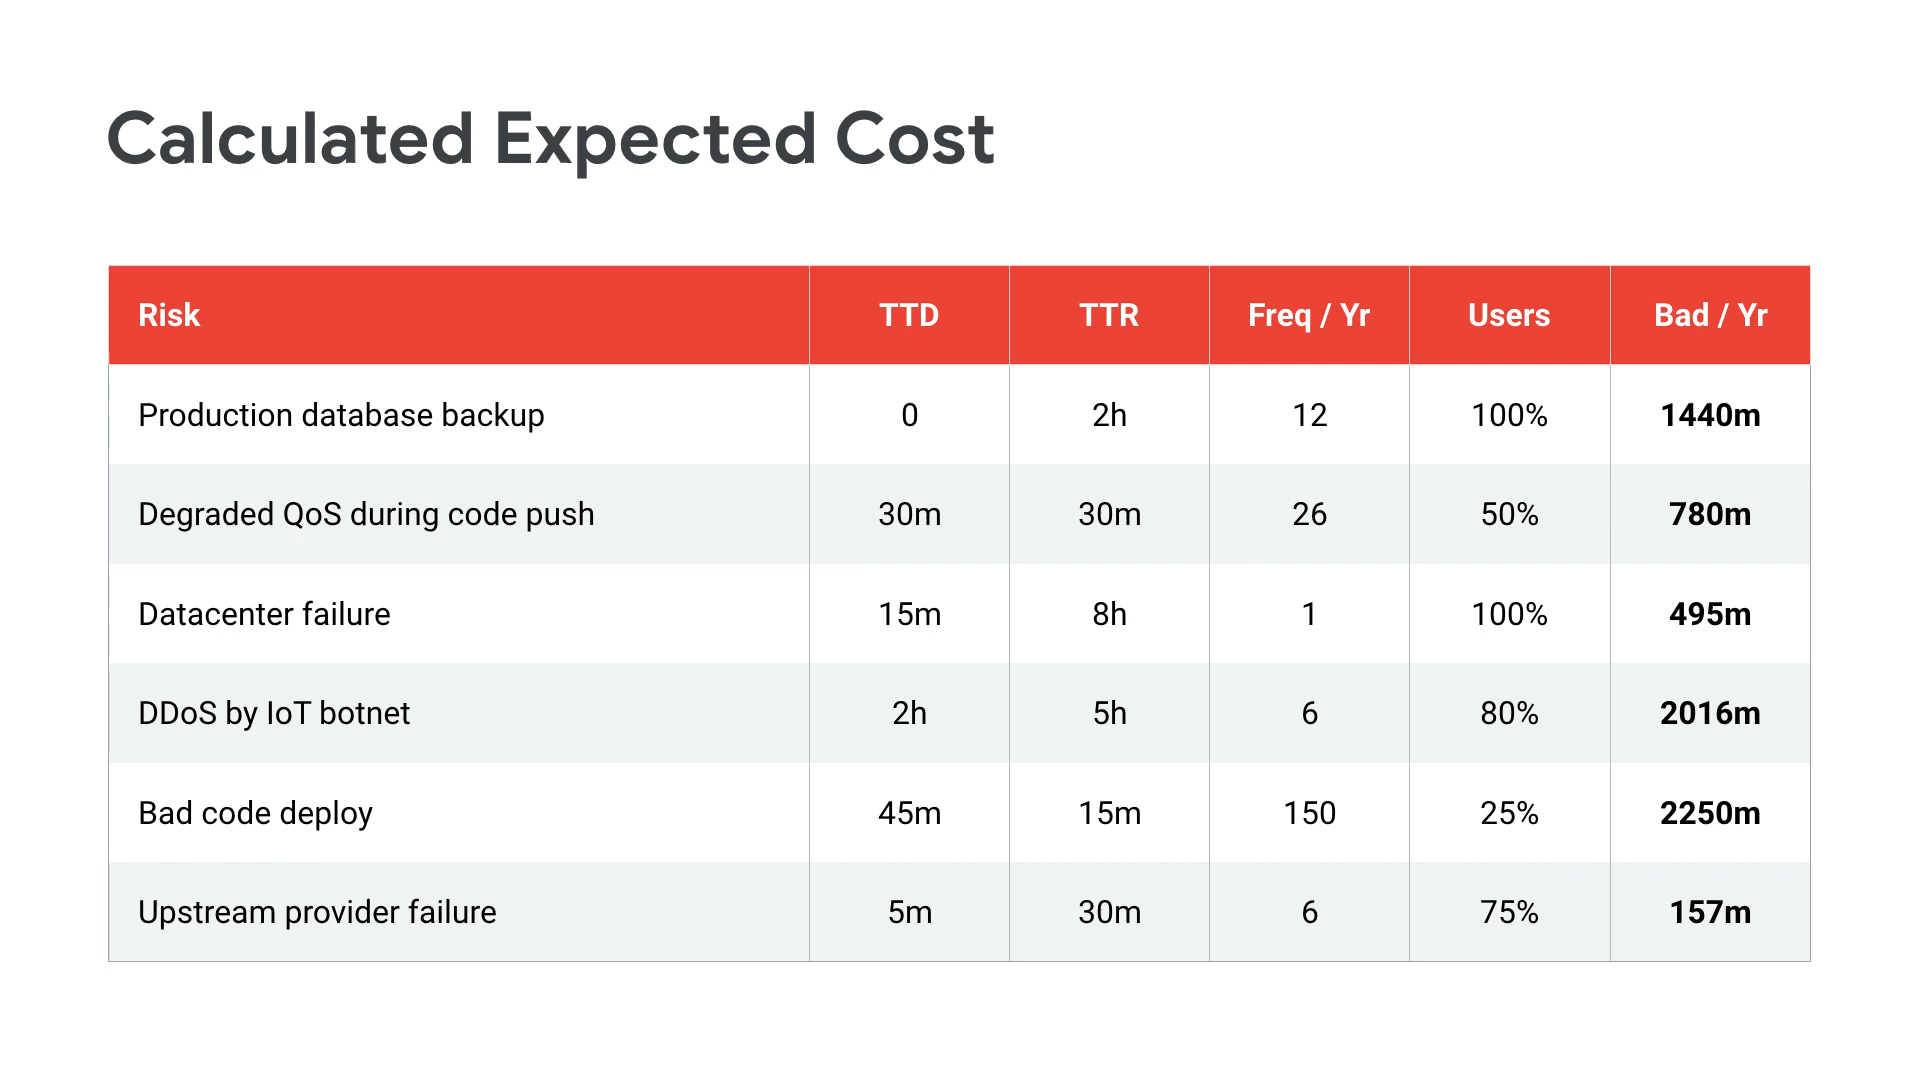 Calculated Expected Cost
Risk TTD TTR Freq / Yr Users Bad / Yr
Production database backup 0 2h 12 100% 1440m
Degraded QoS during code push 30m 30m 26 50% 780m
Datacenter failure 15m 8h 1 100% 495m
DDoS by IoT botnet 2h 5h 6 80% 2016m
Bad code deploy 45m 15m 150 25% 2250m
Upstream provider failure 5m 30m 6 75% 157m